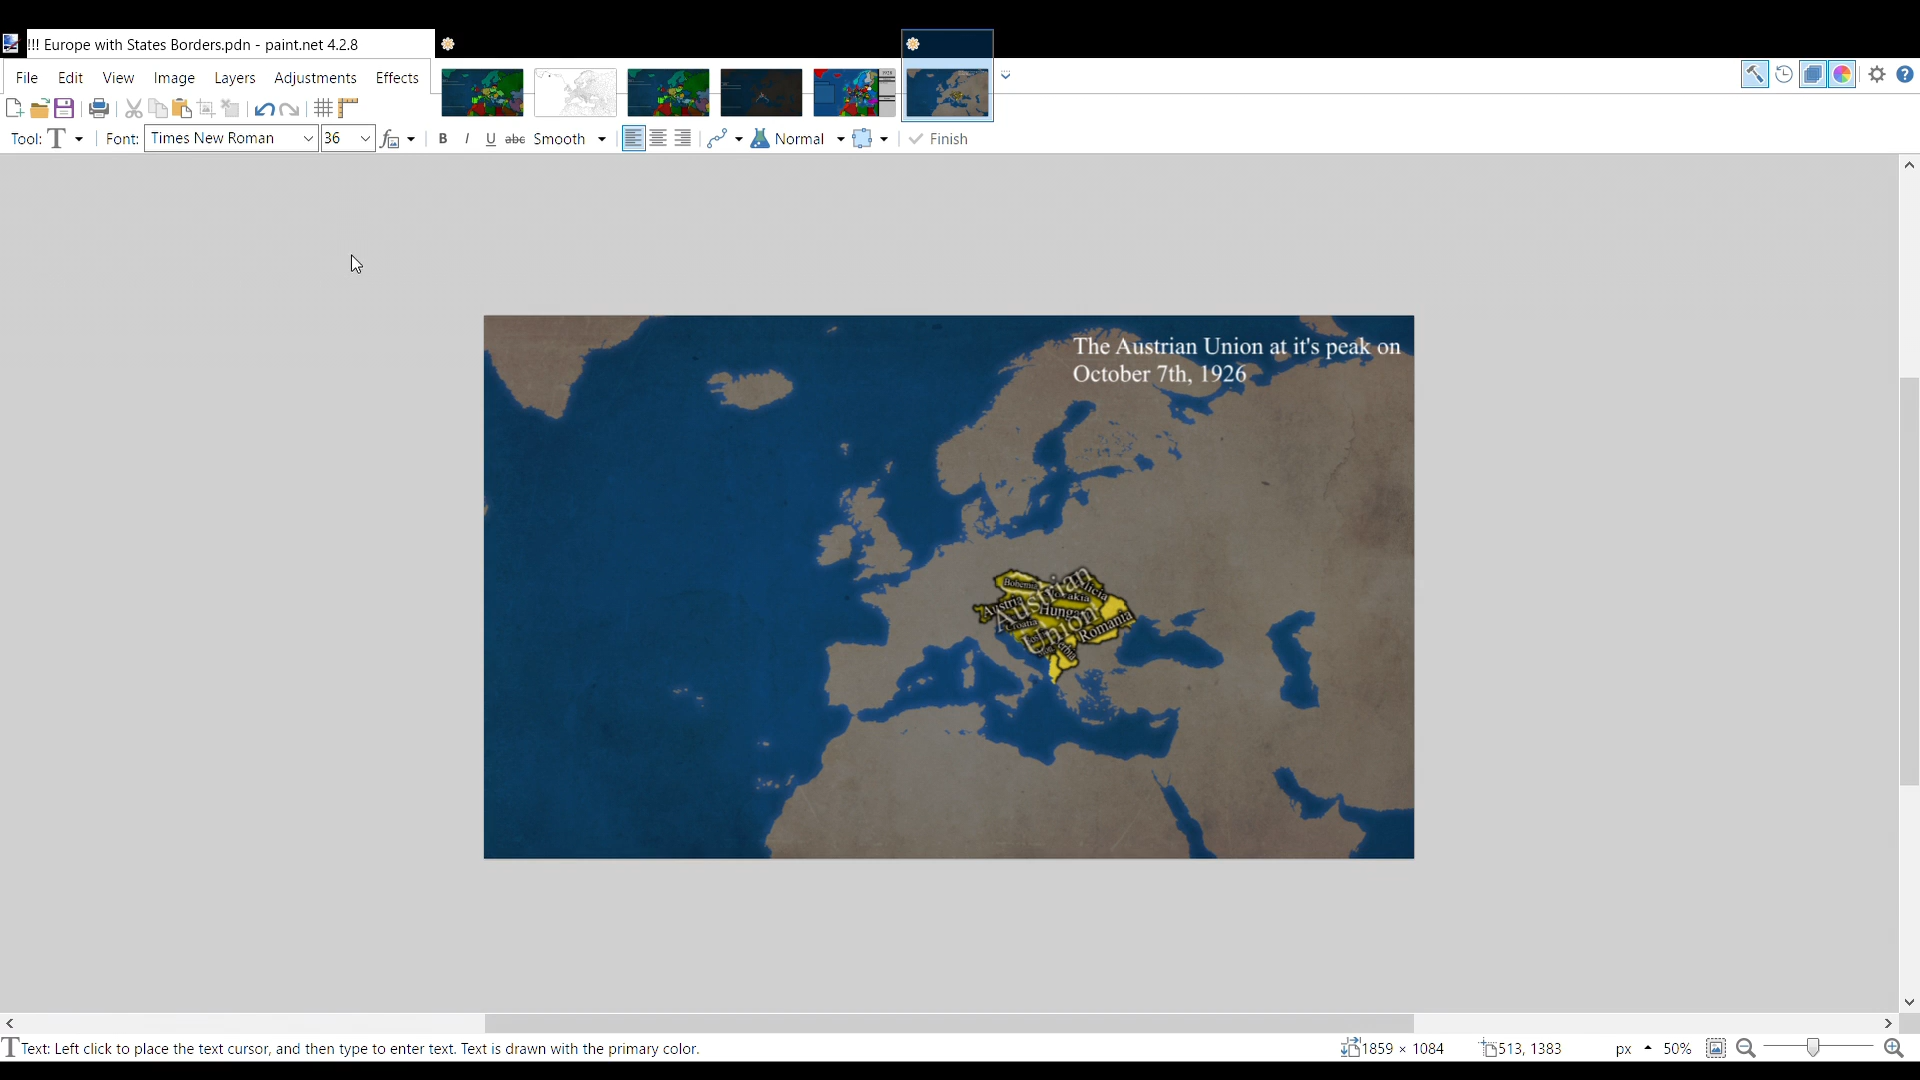 !!! Europe with States Borders.pdn - paint.net 4.2.8
File Edit View Image Layers Adjustments Effects
Tool: Font: Times New Roman 36 B I U abc Smooth Normal Finish
The Austrian Union at it's peak on
October 7th, 1926
Bohemia
Austria
Croatia
Romania
Austrian
Union
Text: Left click to place the text cursor, and then type to enter text. Text is drawn with the primary color.
1859 × 1084 513, 1383 px 50%